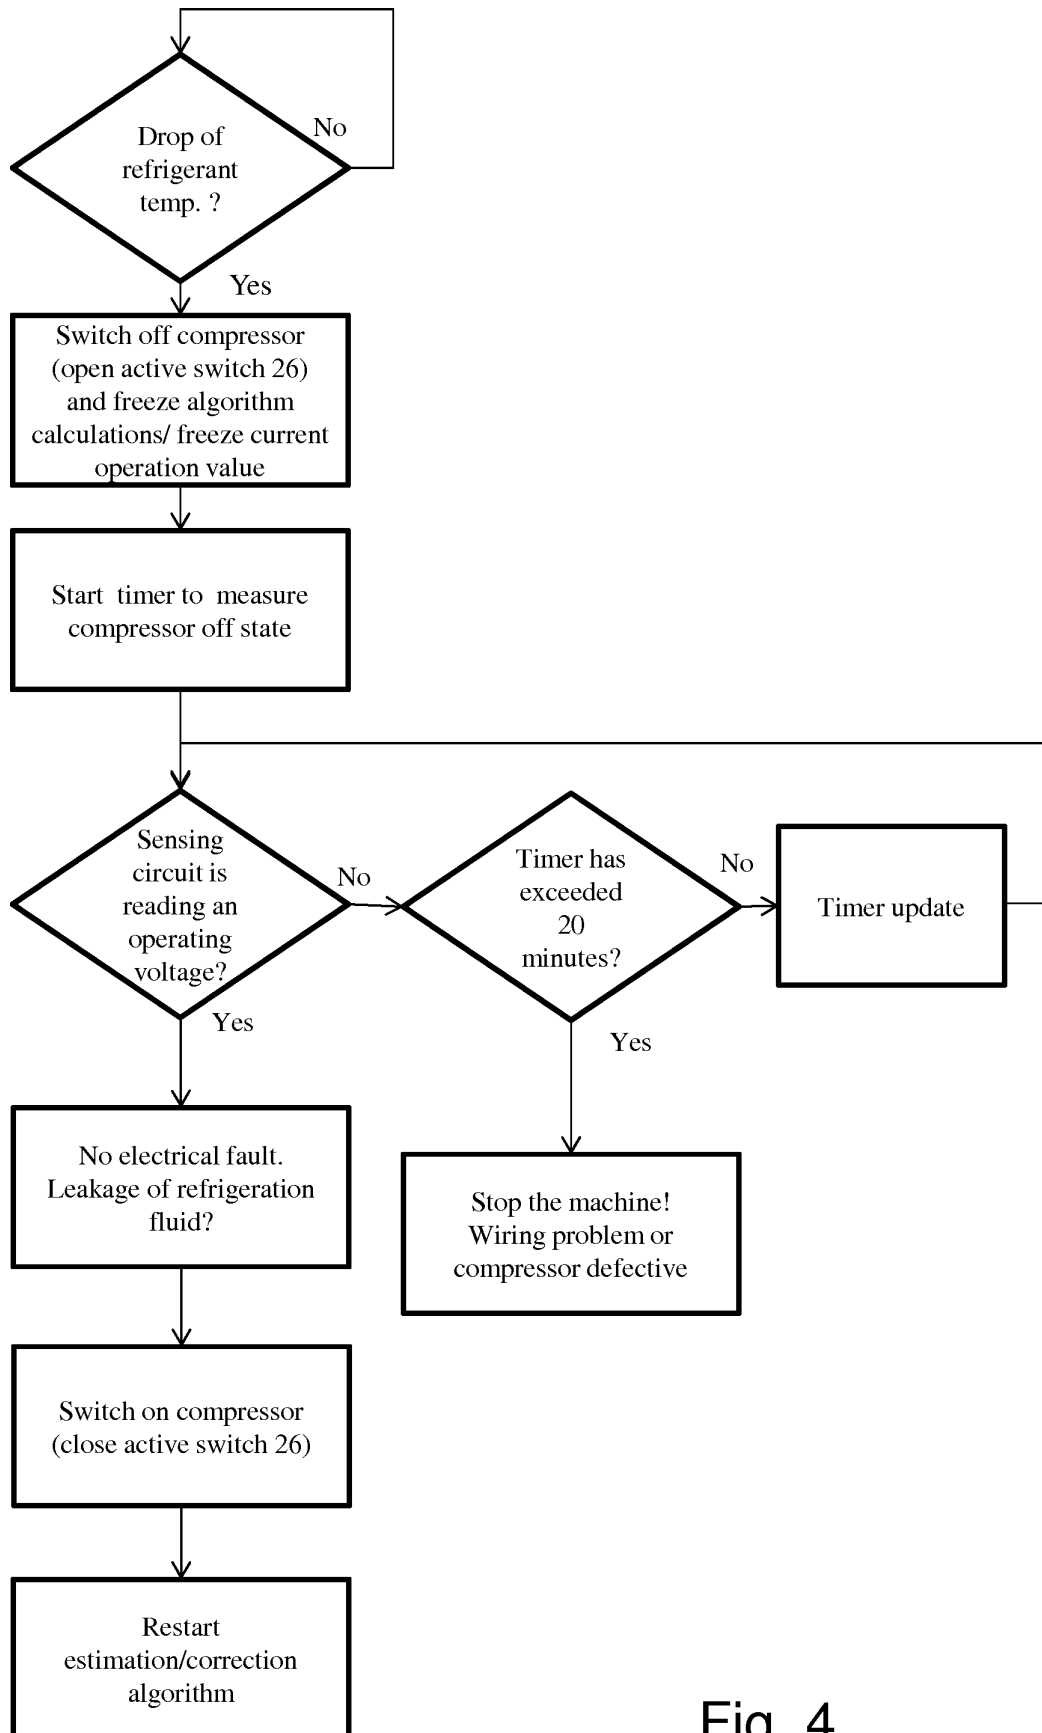 Drop of
refrigerant
temp. ?
No
Yes
Switch off compressor
(open active switch 26)
and freeze algorithm
calculations/ freeze current
operation value
Start timer to measure
compressor off state
Sensing
circuit is
reading an
operating
voltage?
No
Yes
Timer has
exceeded
20
minutes?
No
Yes
Timer update
No electrical fault.
Leakage of refrigeration
fluid?
Stop the machine!
Wiring problem or
compressor defective
Switch on compressor
(close active switch 26)
Restart
estimation/correction
algorithm
Fig. 4